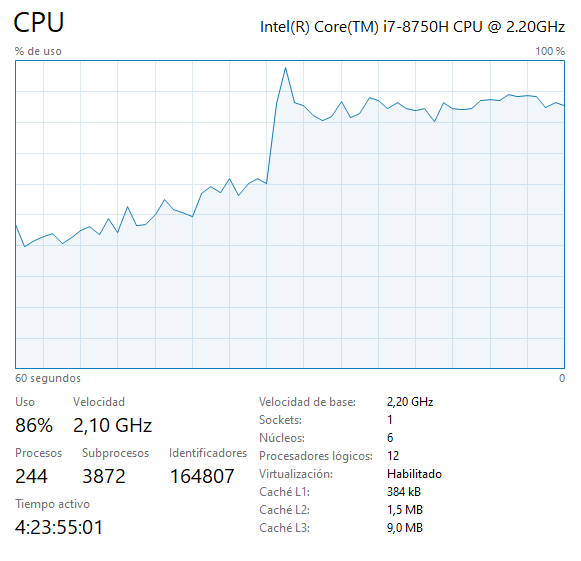 CPU
Intel(R) Core(TM) i7-8750H CPU @ 2.20GHz
% de uso
100 %
60 segundos
0
Uso
Velocidad
86%
2,10 GHz
Procesos
Subprocesos
Identificadores
244
3872
164807
Tiempo activo
4:23:55:01
Velocidad de base: 2,20 GHz
Sockets: 1
Núcleos: 6
Procesadores lógicos: 12
Virtualización: Habilitado
Caché L1: 384 kB
Caché L2: 1,5 MB
Caché L3: 9,0 MB